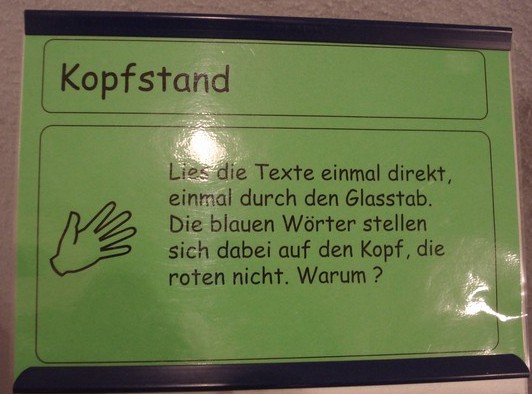 Kopfstand
Lies die Texte einmal direkt,
einmal durch den Glasstab.
Die blauen Wörter stellen
sich dabei auf den Kopf, die
roten nicht. Warum ?